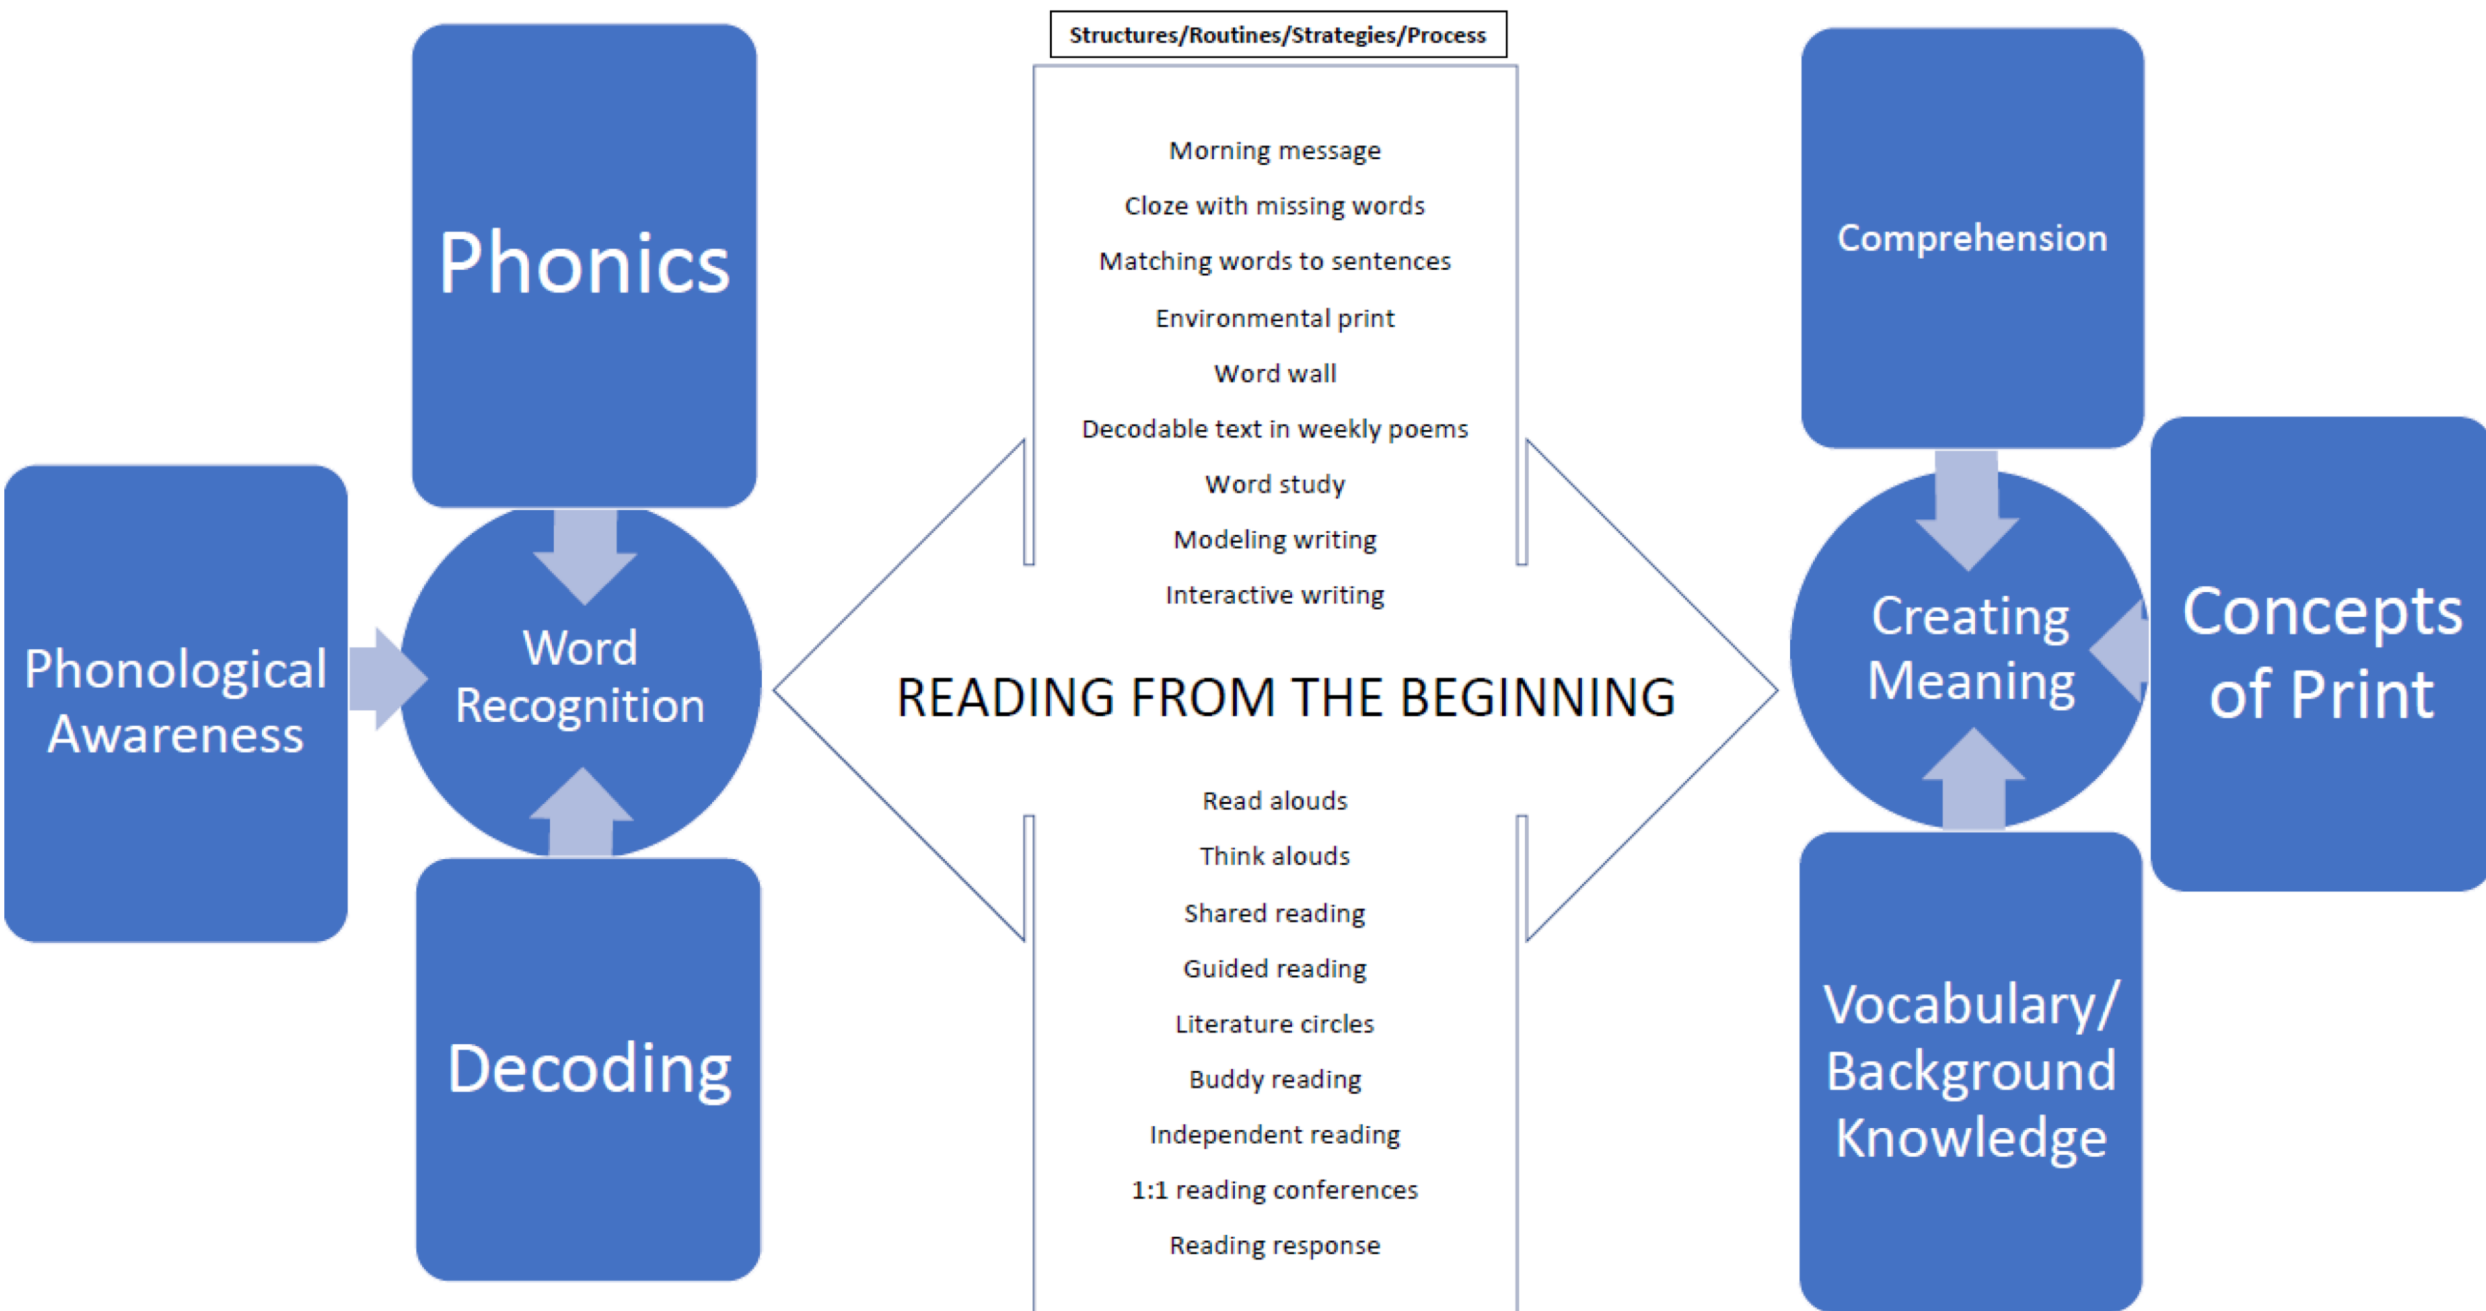 Structures/Routines/Strategies/Process
Phonics
Phonological
Awareness
Word
Recognition
Decoding
Morning message
Cloze with missing words
Matching words to sentences
Environmental print
Word wall
Decodable text in weekly poems
Word study
Modeling writing
Interactive writing
READING FROM THE BEGINNING
Read alouds
Think alouds
Shared reading
Guided reading
Literature circles
Buddy reading
Independent reading
1:1 reading conferences
Reading response
Comprehension
Creating
Meaning
Concepts
of Print
Vocabulary/
Background
Knowledge